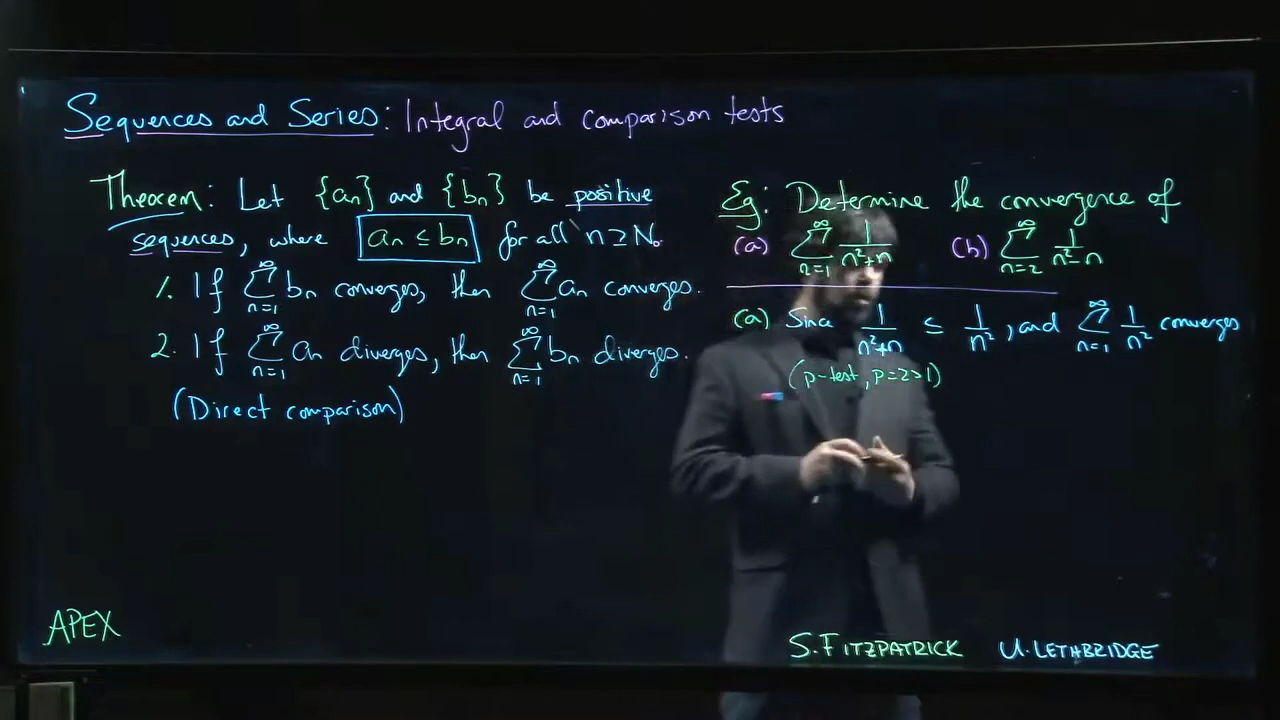 Sequences and Series: Integral and comparison tests
Theorem: Let {an} and {bn} be positive
sequences, where an ≤ bn for all n ≥ N.
1. If ∞∑n=1 bn converges, then ∞∑n=1 an converges.
2. If ∞∑n=1 an diverges, then ∞∑n=1 bn diverges.
(Direct comparison)
Eg: Determine the convergence of
(a) ∞∑n=1 1/n²+n (b) ∞∑n=2 1/n²-n
(a) Since 1/n²+n ≤ 1/n², and ∞∑n=1 1/n² converges
(p-test, p=2>1)
APEX
S. FITZPATRICK U. LETHBRIDGE